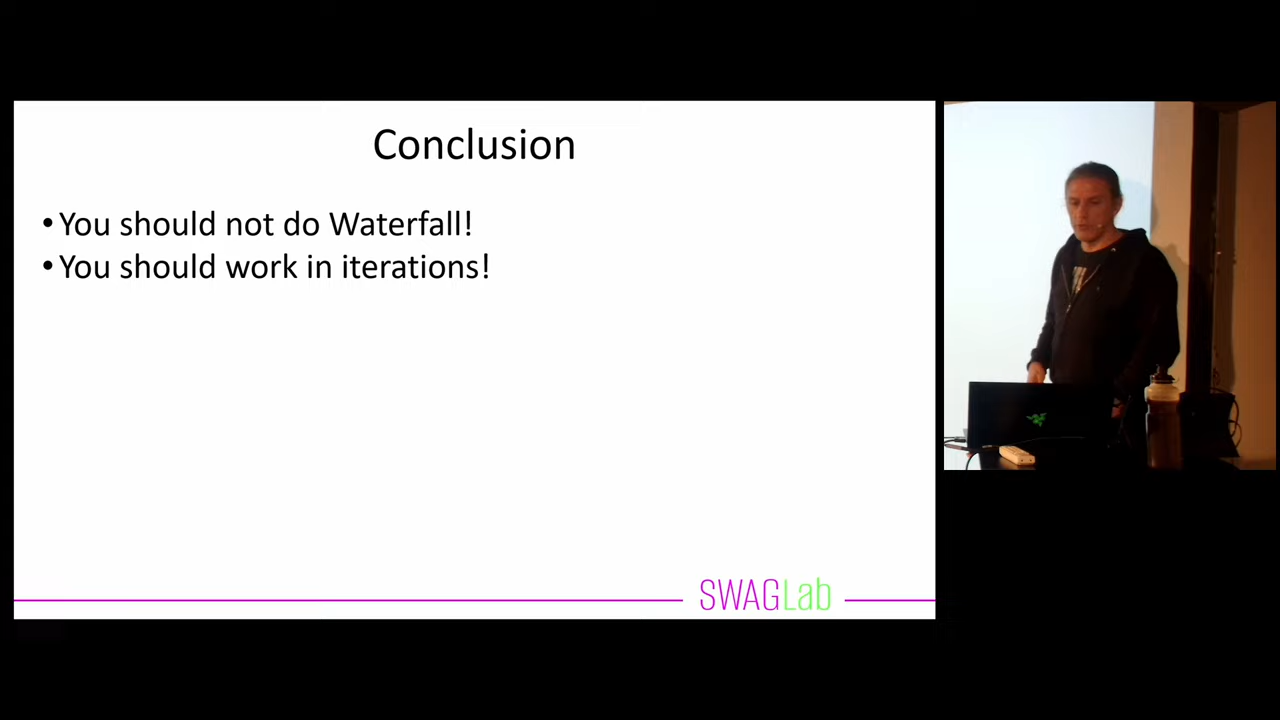 Conclusion
• You should not do Waterfall!
• You should work in iterations!
SWAGLab